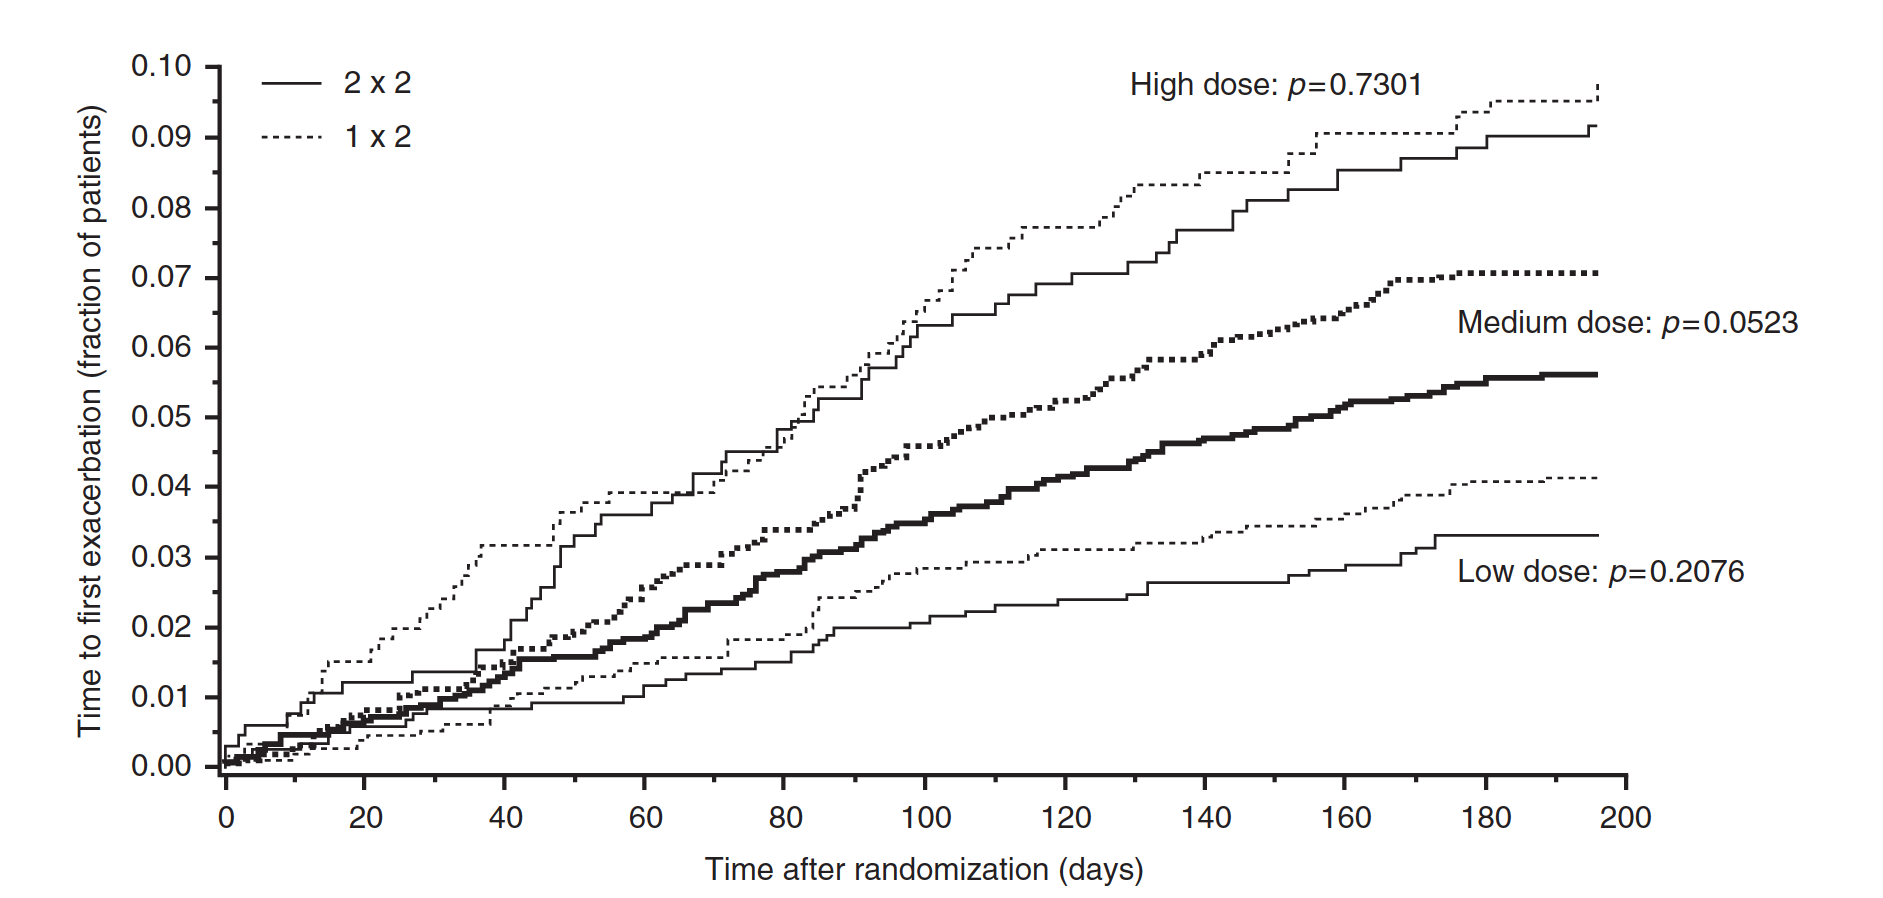 Time to first exacerbation (fraction of patients)
0.10
0.09
0.08
0.07
0.06
0.05
0.04
0.03
0.02
0.01
0.00
2 x 2
1 x 2
High dose: p=0.7301
Medium dose: p=0.0523
Low dose: p=0.2076
0 20 40 60 80 100 120 140 160 180 200
Time after randomization (days)